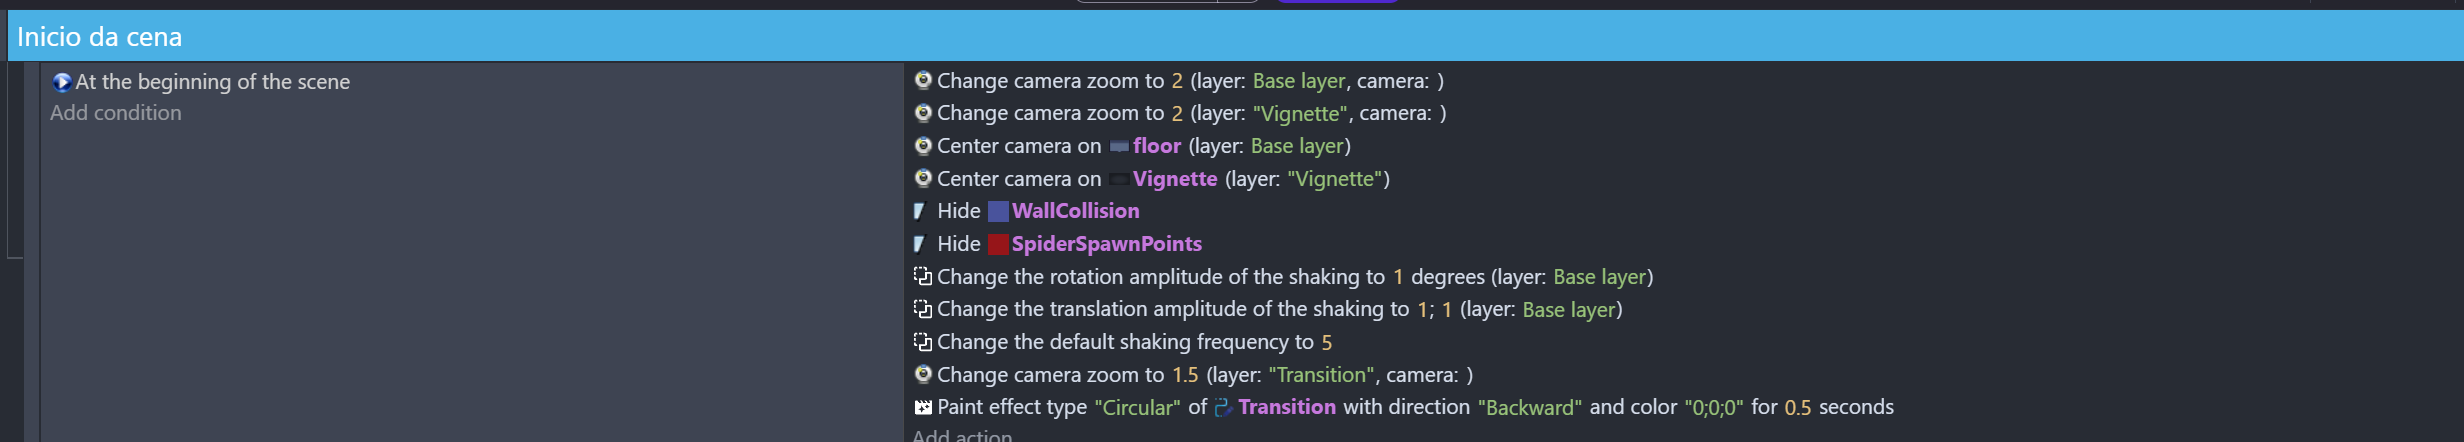 Inicio da cena
At the beginning of the scene
Add condition
Change camera zoom to 2 (layer: Base layer, camera: )
Change camera zoom to 2 (layer: "Vignette", camera: )
Center camera on floor (layer: Base layer)
Center camera on Vignette (layer: "Vignette")
Hide WallCollision
Hide SpiderSpawnPoints
Change the rotation amplitude of the shaking to 1 degrees (layer: Base layer)
Change the translation amplitude of the shaking to 1; 1 (layer: Base layer)
Change the default shaking frequency to 5
Change camera zoom to 1.5 (layer: "Transition", camera: )
Paint effect type "Circular" of Transition with direction "Backward" and color "0;0;0" for 0.5 seconds
Add action